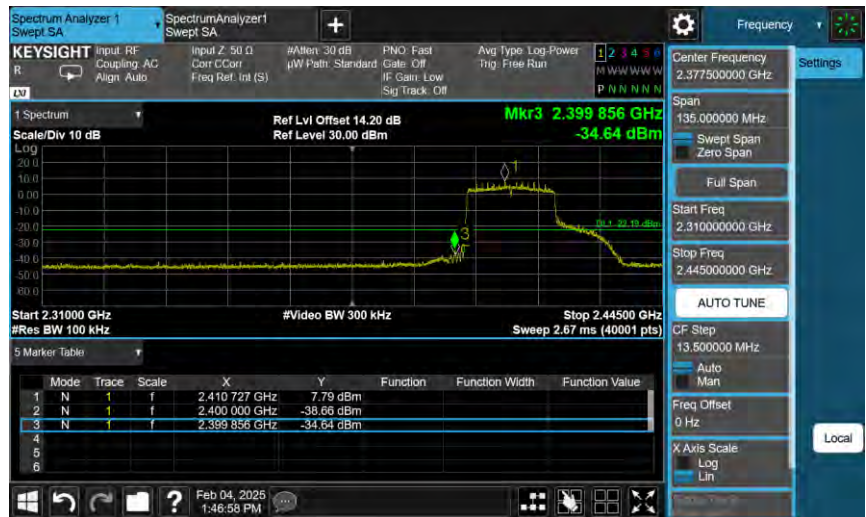 Spectrum Analyzer 1
Swept SA
SpectrumAnalyzer1
Swept SA
+
Frequency
KEYSIGHT
R
LXI
Input: RF
Coupling: AC
Align: Auto
Input Z: 50 Ω
Corr CCorr
Freq Ref: Int (S)
#Atten: 30 dB
µW Path: Standard
PNO: Fast
Gate: Off
IF Gain: Low
Sig Track: Off
Avg Type: Log-Power
Trig: Free Run
1 2 3 4 5 6
M W W W W W
P N N N N N
1 Spectrum
Scale/Div 10 dB
Log
Ref Lvl Offset 14.20 dB
Ref Level 30.00 dBm
Mkr3 2.399 856 GHz
-34.64 dBm
20.0
10.0
0.00
-10.0
-20.0
-30.0
-40.0
-50.0
1
3
Start 2.31000 GHz
#Res BW 100 kHz
#Video BW 300 kHz
Stop 2.44500 GHz
Sweep 2.67 ms (40001 pts)
5 Marker Table
Mode Trace Scale X Y Function Function Width Function Value
1 N 1 f 2.410 727 GHz 7.79 dBm
2 N 1 f 2.400 000 GHz -38.66 dBm
3 N 1 f 2.399 856 GHz -34.64 dBm
4
5
6
Center Frequency
2.377500000 GHz
Settings
Span
135.000000 MHz
Swept Span
Zero Span
Full Span
Start Freq
2.310000000 GHz
Stop Freq
2.445000000 GHz
AUTO TUNE
CF Step
13.500000 MHz
Auto
Man
Freq Offset
0 Hz
X Axis Scale
Log
Lin
Local
?
Feb 04, 2025
1:46:58 PM